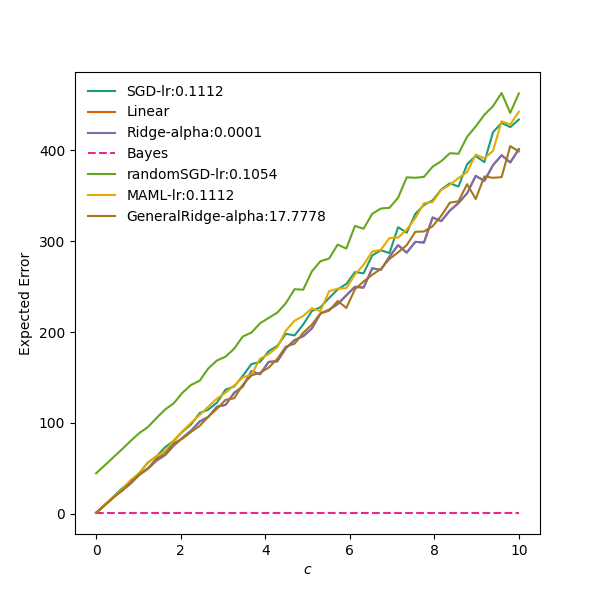 SGD-lr:0.1112
Linear
Ridge-alpha:0.0001
Bayes
randomSGD-lr:0.1054
MAML-lr:0.1112
GeneralRidge-alpha:17.7778
400
300
200
100
0
Expected Error
0 2 4 6 8 10
c